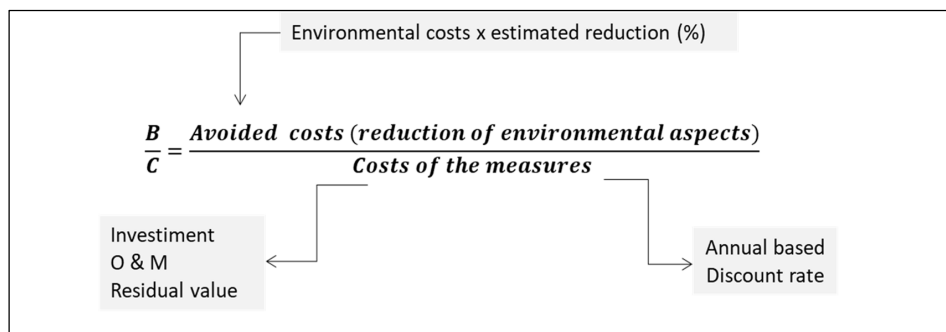 Environmental costs x estimated reduction (%)
B
C
=
Avoided costs (reduction of environmental aspects)
Costs of the measures
Investiment
O & M
Residual value
Annual based
Discount rate